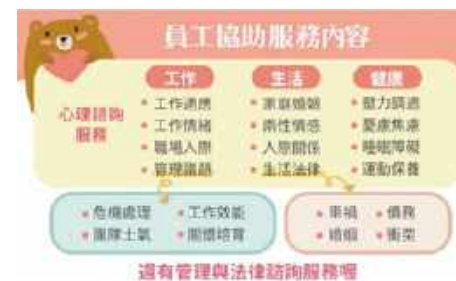 員工協助服務內容
工作 生活 健康
心理諮詢服務
• 工作適應 • 家庭婚姻 • 壓力調適
• 工作情緒 • 兩性情感 • 憂慮焦慮
• 職場人際 • 人際關係 • 睡眠障礙
• 管理議題 • 生活法律 • 運動保養
• 危機處理 • 工作效能 • 車禍 • 債務
• 團隊士氣 • 關懷培育 • 婚姻 • 衝突
還有管理與法律諮詢服務喔